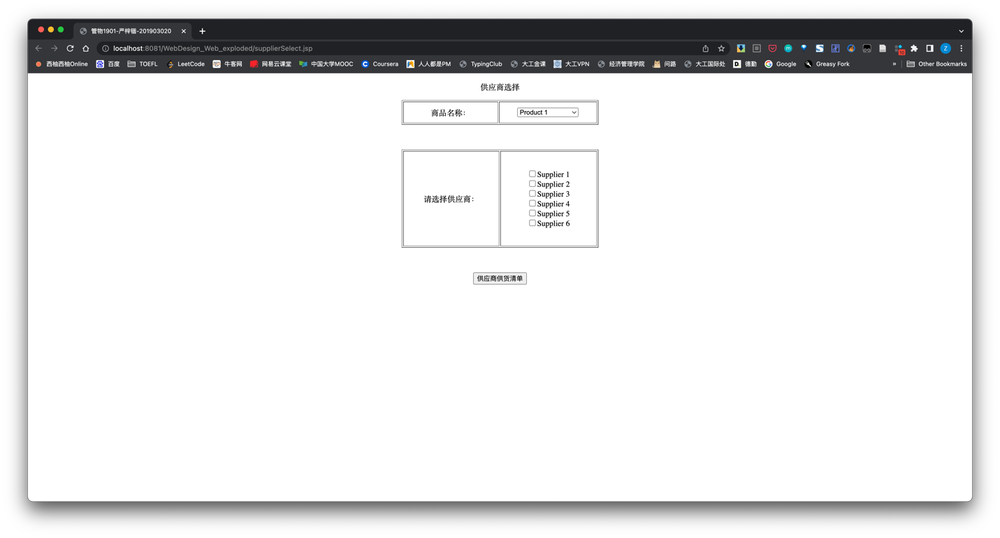 管物1901-严梓锴-201903020
localhost:8081/WebDesign_Web_exploded/supplierSelect.jsp
10
Z
西柚西柚Online 百度 TOEFL LeetCode 牛客网 网易云课堂 中国大学MOOC Coursera 人人都是PM TypingClub 大工金课 大工VPN 经济管理学院 问路 大工国际处 德勤 Google Greasy Fork » Other Bookmarks
供应商选择
商品名称: Product 1
请选择供应商:
Supplier 1
Supplier 2
Supplier 3
Supplier 4
Supplier 5
Supplier 6
供应商供货清单